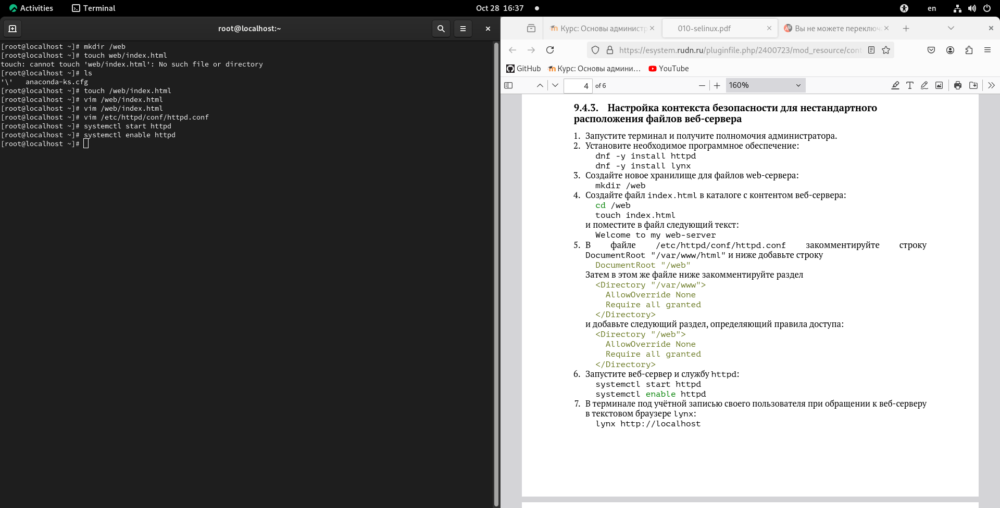 Activities
Terminal
Oct 28 16:37
en
root@localhost:~
[root@localhost ~]# mkdir /web
[root@localhost ~]# touch web/index.html
touch: cannot touch 'web/index.html': No such file or directory
[root@localhost ~]# ls
'\'   anaconda-ks.cfg
[root@localhost ~]# touch /web/index.html
[root@localhost ~]# vim /web/index.html
[root@localhost ~]# vim /web/index.html
[root@localhost ~]# vim /etc/httpd/conf/httpd.conf
[root@localhost ~]# systemctl start httpd
[root@localhost ~]# systemctl enable httpd
[root@localhost ~]#
Курс: Основы администр
010-selinux.pdf
Вы не можете переключ
https://esystem.rudn.ru/pluginfile.php/2400723/mod_resource/cont
GitHub
Курс: Основы админи…
YouTube
4 of 6
160%
9.4.3. Настройка контекста безопасности для нестандартного
расположения файлов веб-сервера
1. Запустите терминал и получите полномочия администратора.
2. Установите необходимое программное обеспечение:
dnf -y install httpd
dnf -y install lynx
3. Создайте новое хранилище для файлов web-сервера:
mkdir /web
4. Создайте файл index.html в каталоге с контентом веб-сервера:
cd /web
touch index.html
и поместите в файл следующий текст:
Welcome to my web-server
5. В файле /etc/httpd/conf/httpd.conf закомментируйте строку
DocumentRoot "/var/www/html" и ниже добавьте строку
DocumentRoot "/web"
Затем в этом же файле ниже закомментируйте раздел
<Directory "/var/www">
AllowOverride None
Require all granted
</Directory>
и добавьте следующий раздел, определяющий правила доступа:
<Directory "/web">
AllowOverride None
Require all granted
</Directory>
6. Запустите веб-сервер и службу httpd:
systemctl start httpd
systemctl enable httpd
7. В терминале под учётной записью своего пользователя при обращении к веб-серверу
в текстовом браузере lynx:
lynx http://localhost